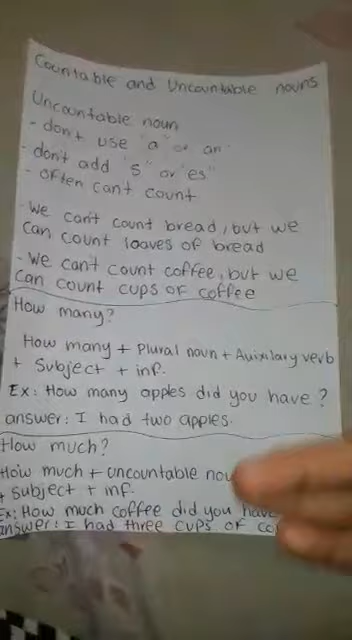 Countable and Uncountable nouns
Uncountable noun
- don't use "a" or an
- don't add "s" or "es"
- often can't count
- We can't count bread, but we
can count loaves of bread
- We can't count coffee, but we
can count cups of coffee
How many?
How many + Plural noun + Auixilary verb
+ Subject + inf.
Ex: How many apples did you have?
answer: I had two apples.
How much?
How much + uncountable
+ subject + inf.
Ex: How much coffee did you have
answer: I had three cups of